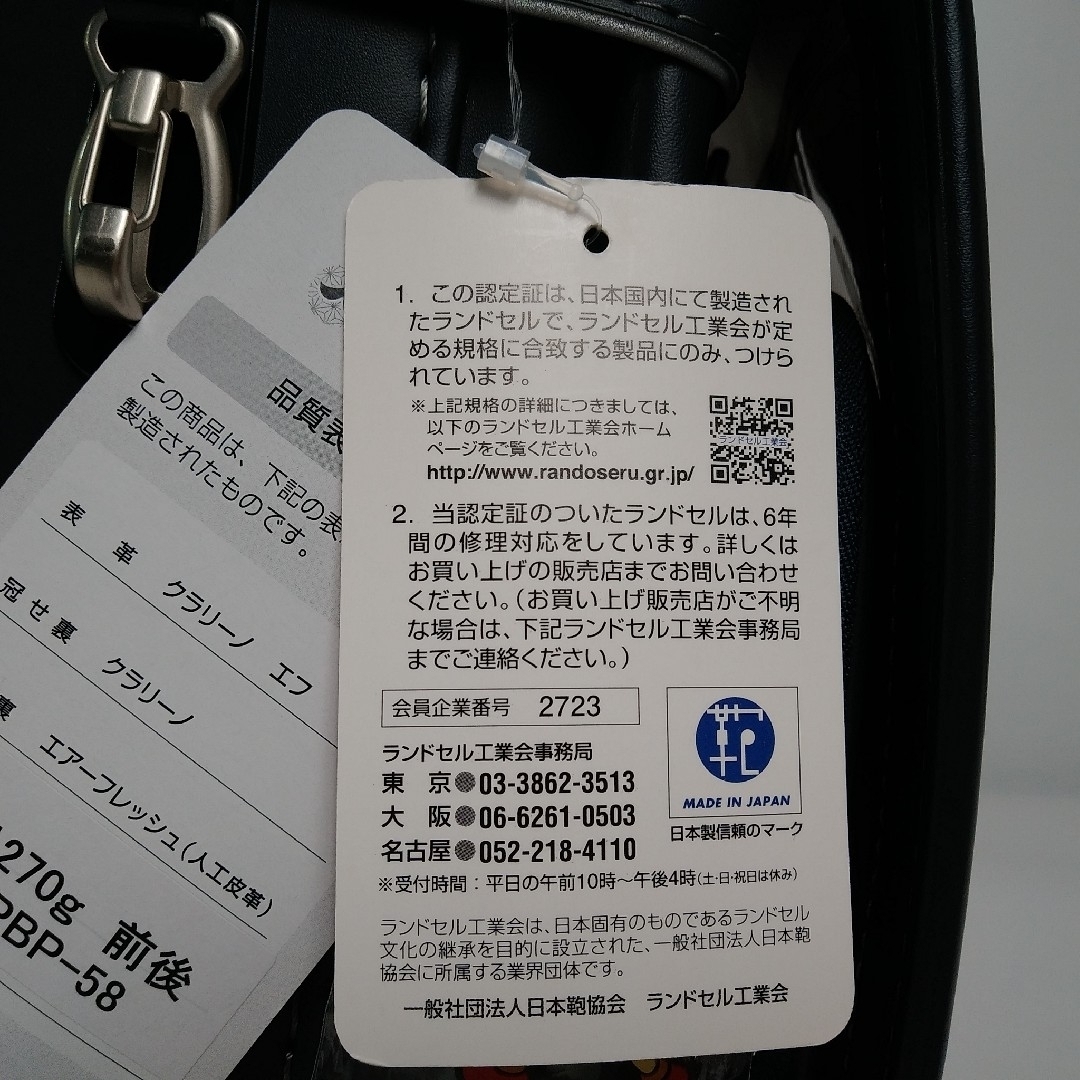 品質表
この商品は、下記の表
製造されたものです。
表　革　クラリーノ　エフ
冠せ裏　クラリーノ
裏　エアーフレッシュ(人工皮革)
270g　前後
PBP-58
1. この認定証は、日本国内にて製造され
たランドセルで、ランドセル工業会が定
める規格に合致する製品にのみ、つけら
れています。
※上記規格の詳細につきましては、
以下のランドセル工業会ホーム
ページをご覧ください。
http://www.randoseru.gr.jp/
ランドセル工業会
2. 当認定証のついたランドセルは、6年
間の修理対応をしています。詳しくは
お買い上げの販売店までお問い合わせ
ください。(お買い上げ販売店がご不明
な場合は、下記ランドセル工業会事務局
までご連絡ください。)
会員企業番号　2723
ランドセル工業会事務局
東　京●03-3862-3513
大　阪●06-6261-0503
名古屋●052-218-4110
MADE IN JAPAN
日本製信頼のマーク
※受付時間：平日の午前10時〜午後4時(土・日・祝日は休み)
ランドセル工業会は、日本固有のものであるランドセル
文化の継承を目的に設立された、一般社団法人日本鞄
協会に所属する業界団体です。
一般社団法人日本鞄協会　ランドセル工業会